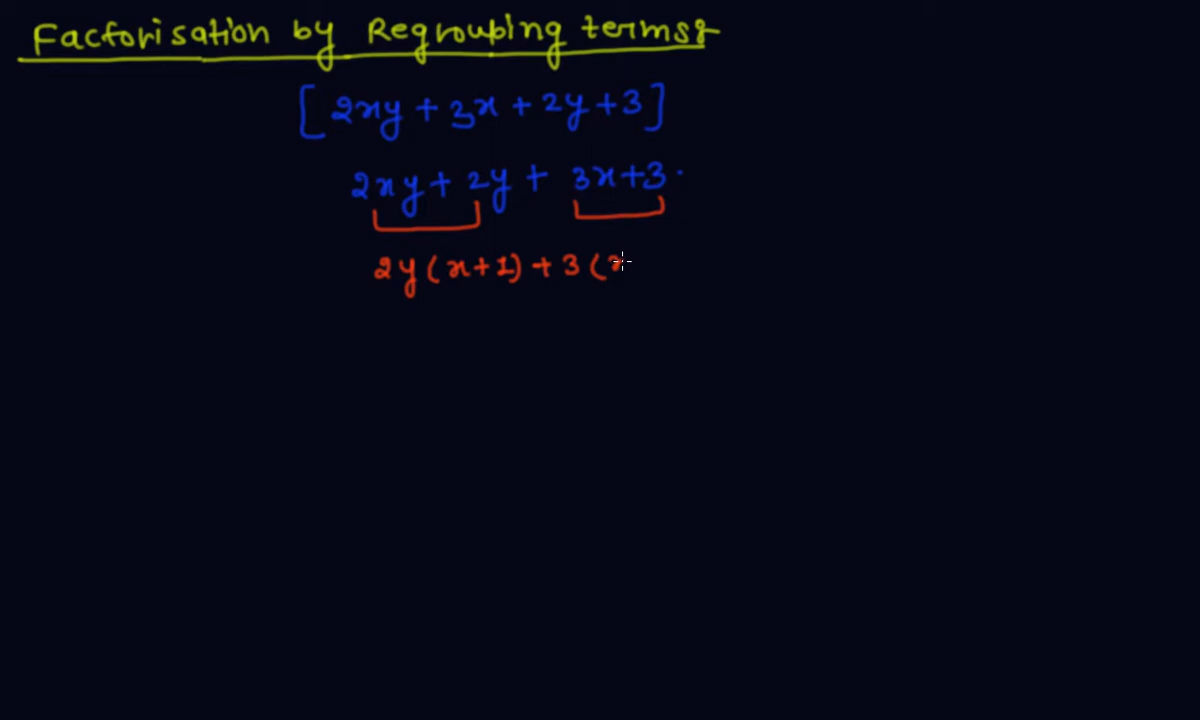 Factorisation by Regrouping terms:
[2xy + 3x + 2y + 3]
2xy + 2y + 3x + 3.
2y (x + 1) + 3 (x